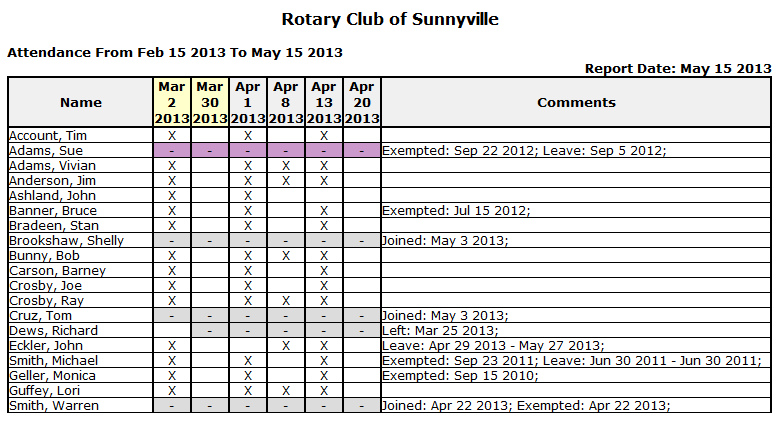 Rotary Club of Sunnyville
Attendance From Feb 15 2013 To May 15 2013
Report Date: May 15 2013
Name Mar 2 2013 Mar 30 2013 Apr 1 2013 Apr 8 2013 Apr 13 2013 Apr 20 2013 Comments
Account, Tim X X X
Adams, Sue - - - - - - Exempted: Sep 22 2012; Leave: Sep 5 2012;
Adams, Vivian X X X X
Anderson, Jim X X X X
Ashland, John X X
Banner, Bruce X X X Exempted: Jul 15 2012;
Bradeen, Stan X X X
Brookshaw, Shelly - - - - - - Joined: May 3 2013;
Bunny, Bob X X X X
Carson, Barney X X X
Crosby, Joe X X X
Crosby, Ray X X X X
Cruz, Tom - - - - - - Joined: May 3 2013;
Dews, Richard - - - - - Left: Mar 25 2013;
Eckler, John X X X Leave: Apr 29 2013 - May 27 2013;
Smith, Michael X X X Exempted: Sep 23 2011; Leave: Jun 30 2011 - Jun 30 2011;
Geller, Monica X X X Exempted: Sep 15 2010;
Guffey, Lori X X X X
Smith, Warren - - - - - - Joined: Apr 22 2013; Exempted: Apr 22 2013;